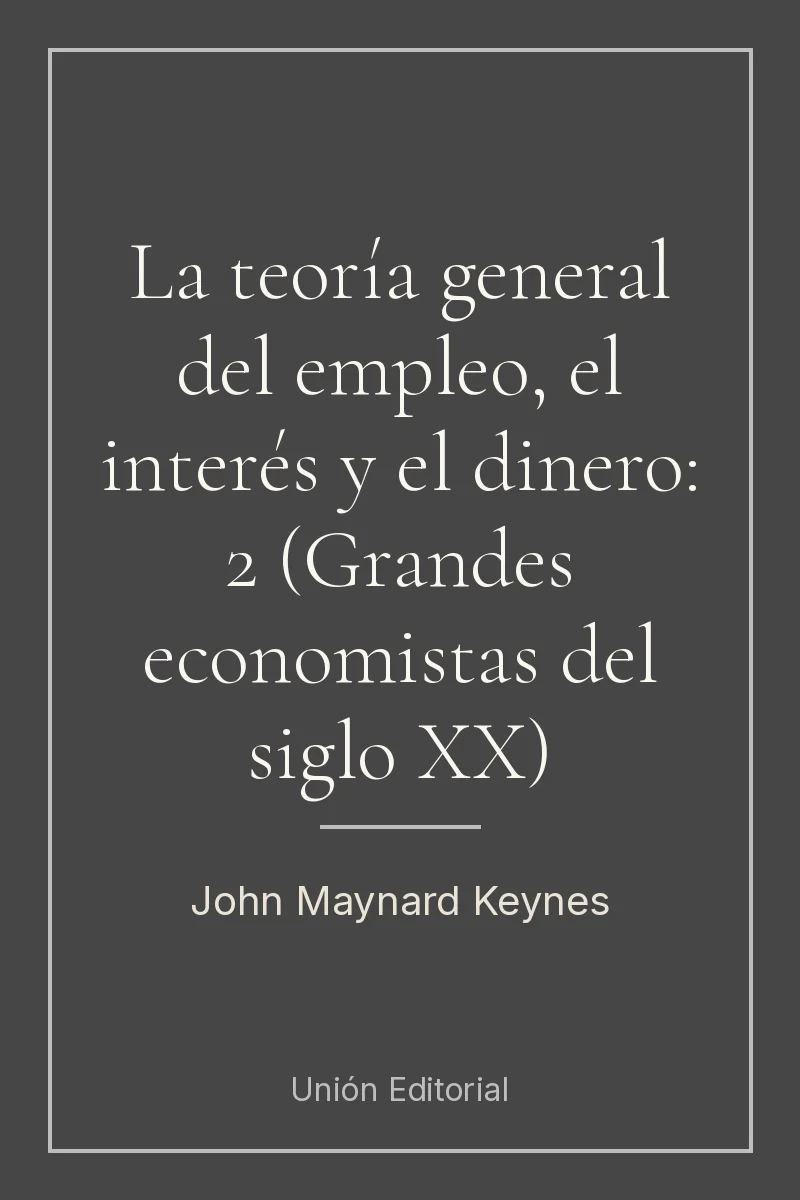 La teoría general
del empleo, el
interés y el dinero:
2 (Grandes
economistas del
siglo XX)
John Maynard Keynes
Unión Editorial